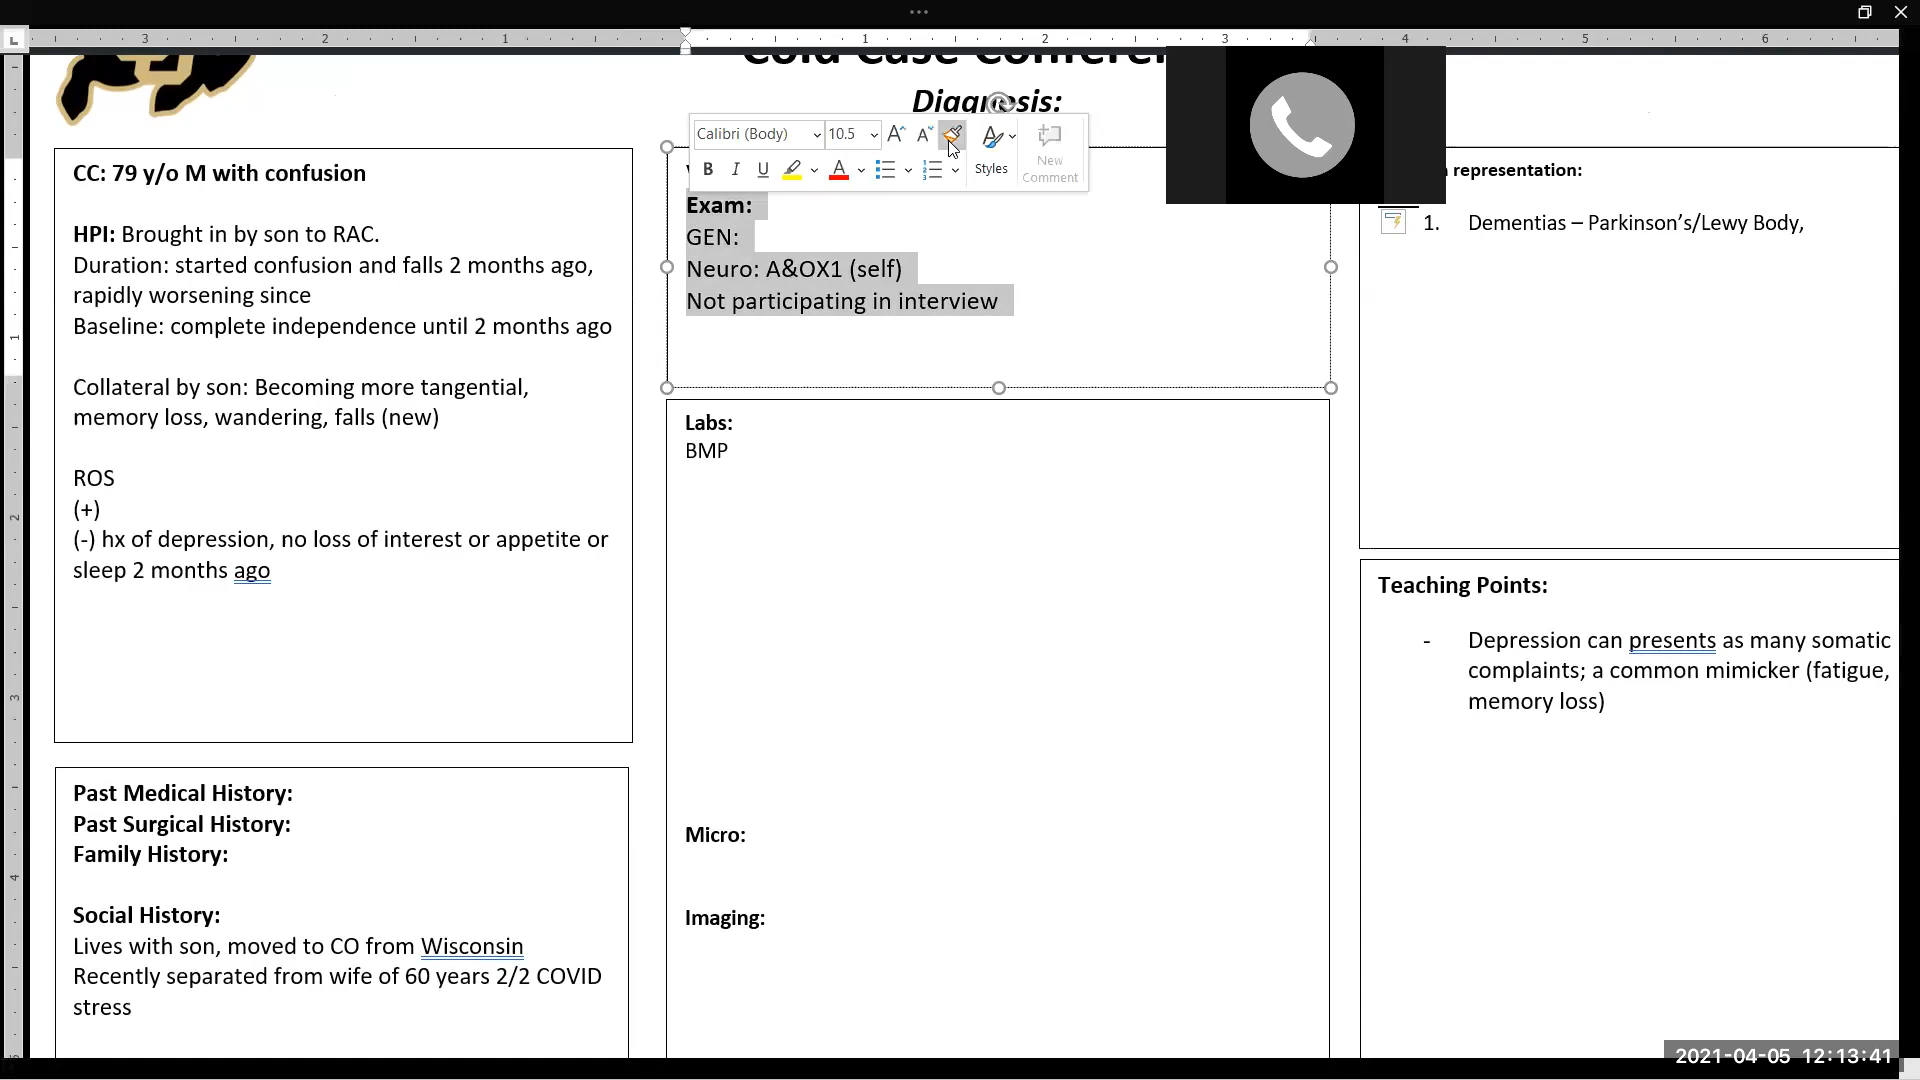 Cold Case Conferen
Diagnosis:
Calibri (Body) 10.5
B I U Styles
New
Comment
CC: 79 y/o M with confusion
HPI: Brought in by son to RAC.
Duration: started confusion and falls 2 months ago,
rapidly worsening since
Baseline: complete independence until 2 months ago
Collateral by son: Becoming more tangential,
memory loss, wandering, falls (new)
ROS
(+)
(-) hx of depression, no loss of interest or appetite or
sleep 2 months ago
Past Medical History:
Past Surgical History:
Family History:
Social History:
Lives with son, moved to CO from Wisconsin
Recently separated from wife of 60 years 2/2 COVID
stress
Exam:
GEN:
Neuro: A&OX1 (self)
Not participating in interview
Labs:
BMP
Micro:
Imaging:
representation:
1. Dementias – Parkinson’s/Lewy Body,
Teaching Points:
- Depression can presents as many somatic
complaints; a common mimicker (fatigue,
memory loss)
2021-04-05 12:13:41